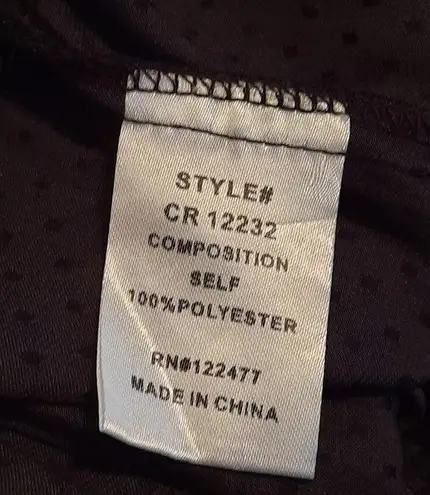 STYLE#
CR 12232
COMPOSITION
SELF
100%POLYESTER
RN#122477
MADE IN CHINA